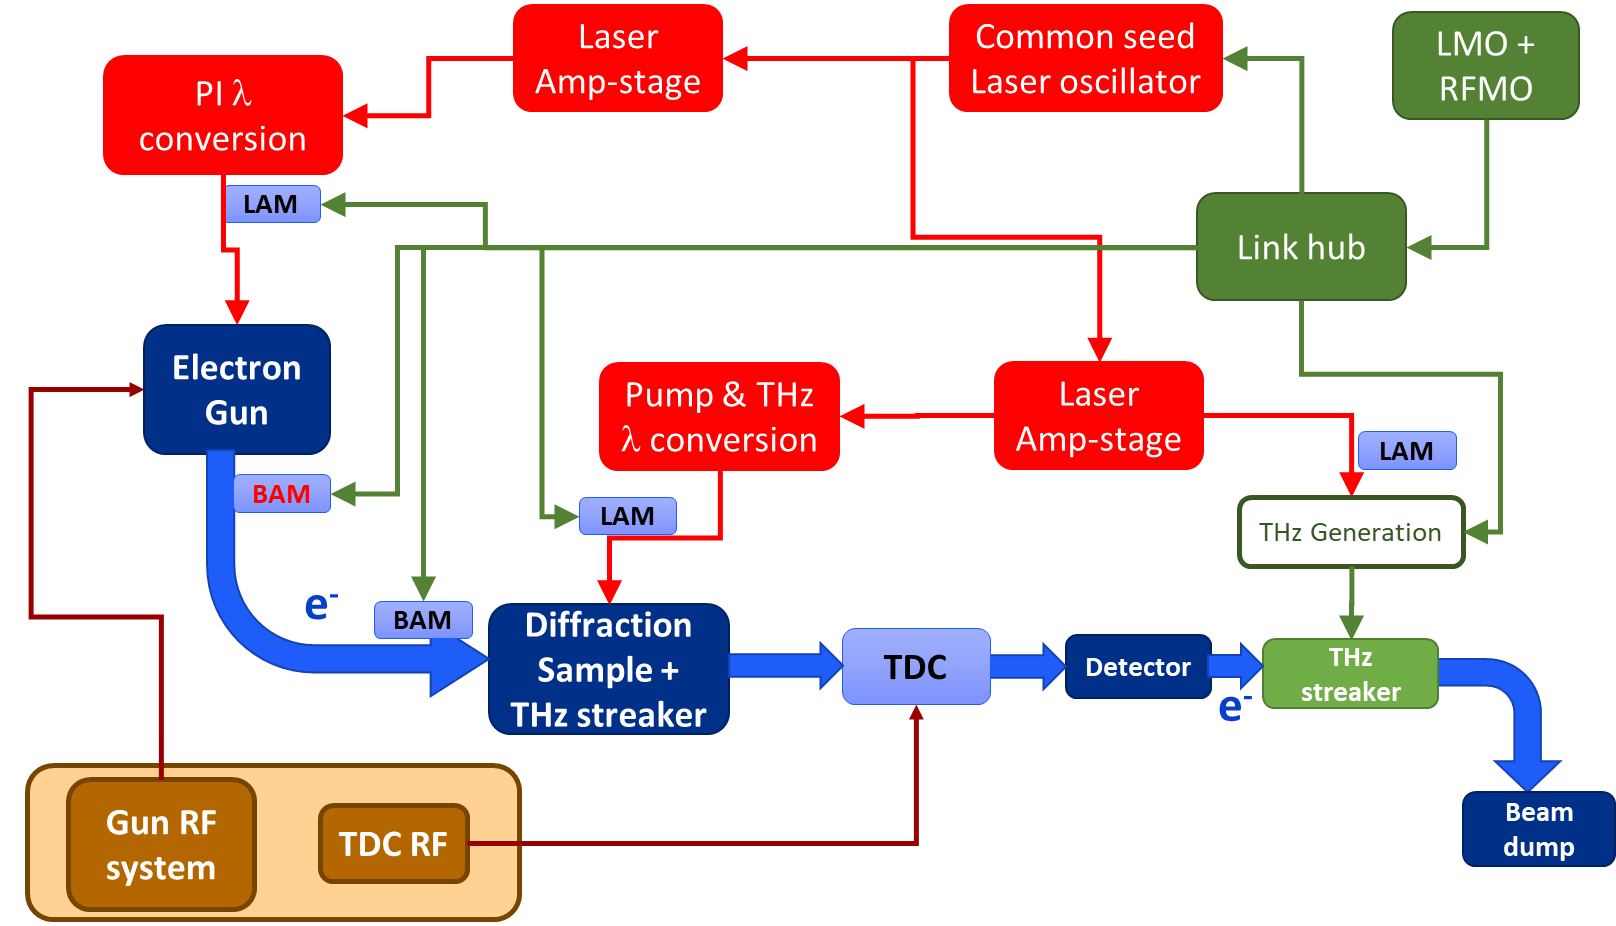 Laser
Amp-stage
Common seed
Laser oscillator
LMO +
RFMO
PI λ
conversion
LAM
Link hub
Electron
Gun
Pump & THz
λ conversion
Laser
Amp-stage
LAM
BAM
LAM
THz Generation
e-
BAM
Diffraction
Sample +
THz streaker
TDC
Detector
e-
THz
streaker
Gun RF
system
TDC RF
Beam
dump